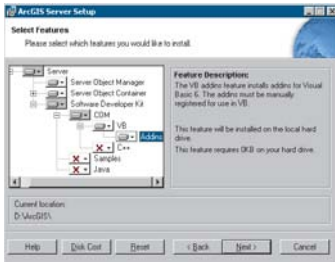 ArcGIS Server Setup
Select Features
Please select which features you would like to install.
Server
Server Object Manager
Server Object Container
Software Developer Kit
COM
VB
Addins
C++
Samples
Java
Feature Description:
The VB addins feature installs addins for Visual
Basic 6. The addins must be manually
registered for use in VB.
This feature will be installed on the local hard
drive.
This feature requires 0KB on your hard drive.
Current location:
D:\ArcGIS\
Help
Disk Cost
Reset
< Back
Next >
Cancel